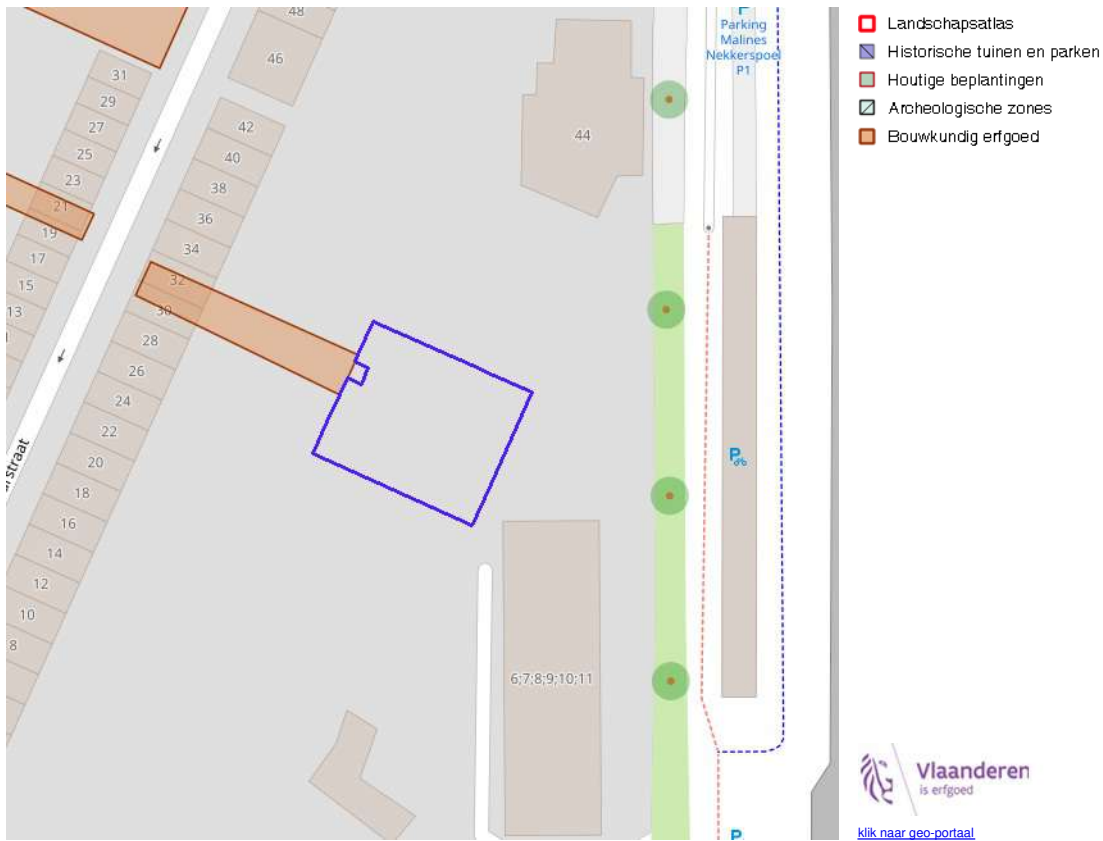 48
46
31
29
27
25
23
21
19
17
15
13
42
40
38
36
34
32
30
28
26
24
22
20
18
16
14
12
10
8
straat
44
P
Parking
Malines
Nekkerspoel
P1
P
6;7;8;9;10;11
P
Landschapsatlas
Historische tuinen en parken
Houtige beplantingen
Archeologische zones
Bouwkundig erfgoed
Vlaanderen
is erfgoed
klik naar geo-portaal